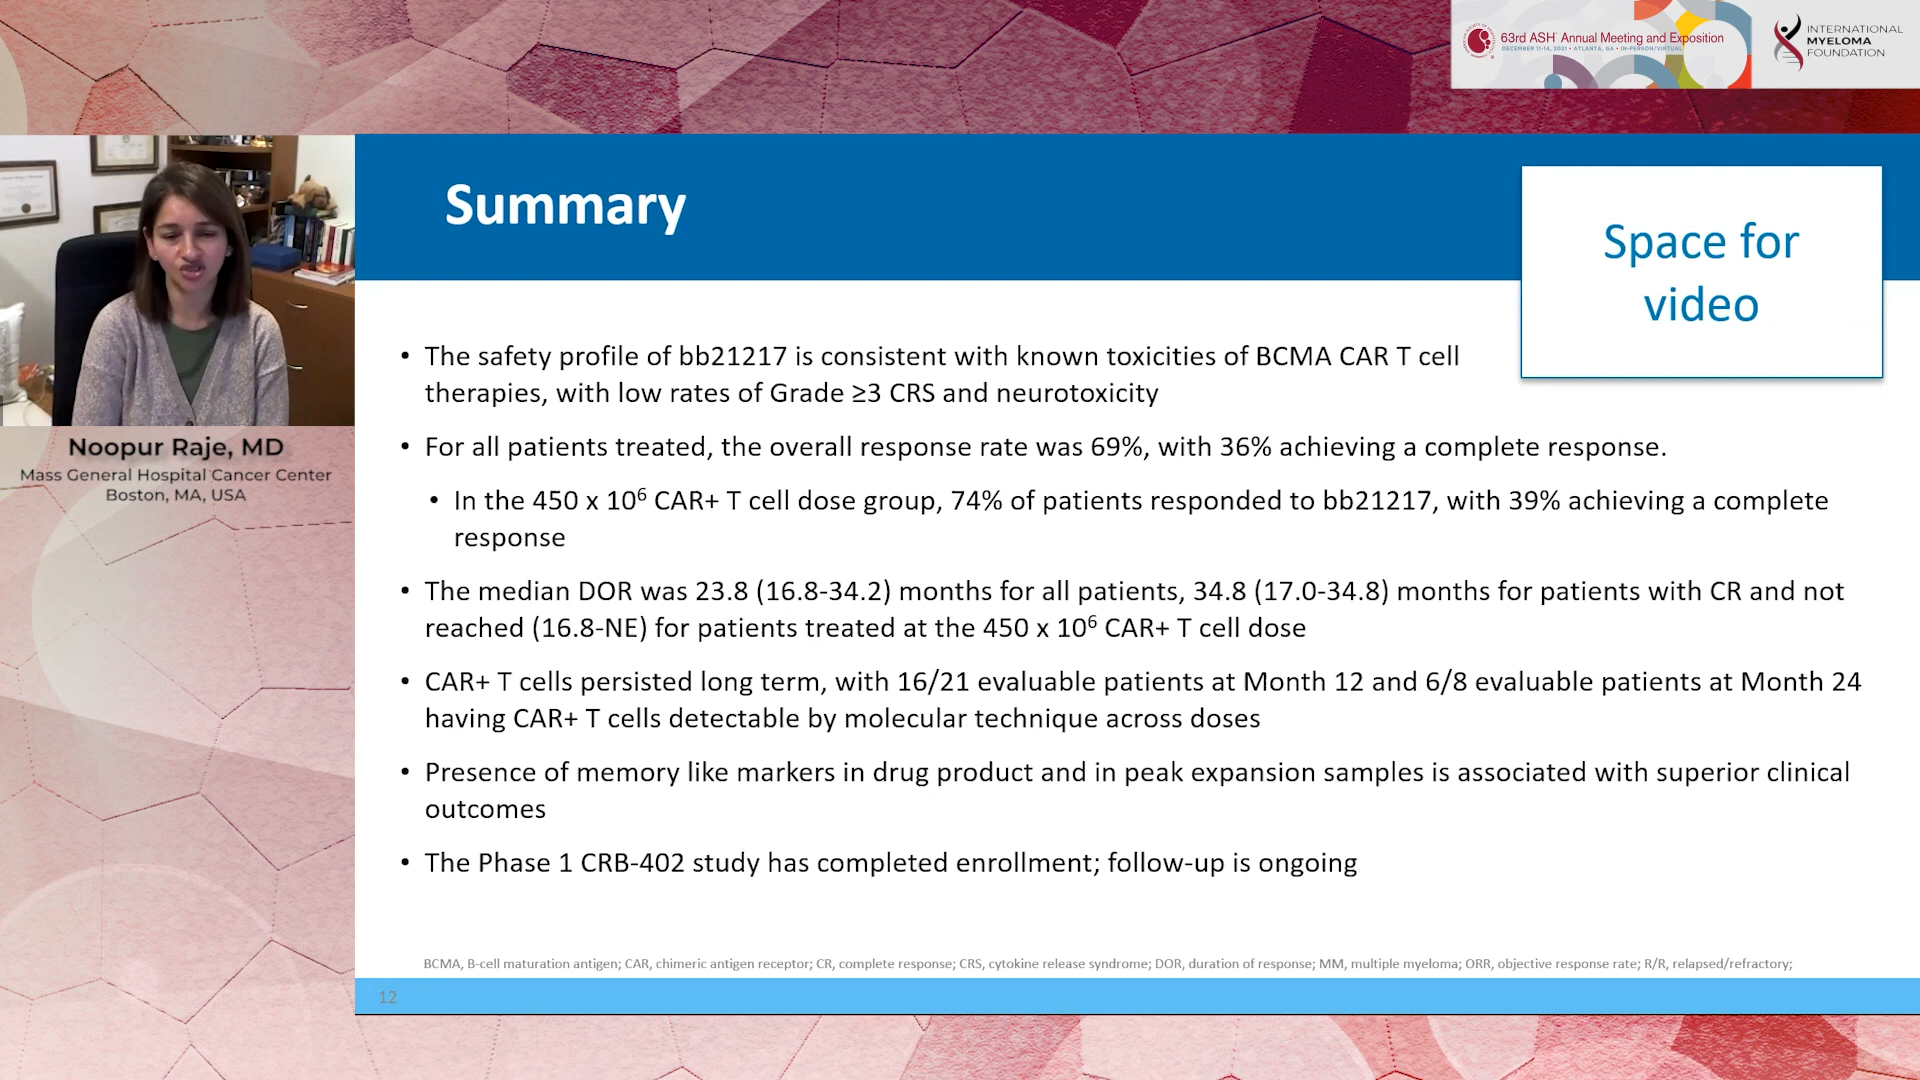 63rd ASH® Annual Meeting and Exposition
DECEMBER 11-14, 2021 • ATLANTA, GA • IN-PERSON/VIRTUAL
INTERNATIONAL
MYELOMA
FOUNDATION
Summary
Space for
video
• The safety profile of bb21217 is consistent with known toxicities of BCMA CAR T cell
therapies, with low rates of Grade ≥3 CRS and neurotoxicity
• For all patients treated, the overall response rate was 69%, with 36% achieving a complete response.
• In the 450 x 10⁶ CAR+ T cell dose group, 74% of patients responded to bb21217, with 39% achieving a complete
response
• The median DOR was 23.8 (16.8-34.2) months for all patients, 34.8 (17.0-34.8) months for patients with CR and not
reached (16.8-NE) for patients treated at the 450 x 10⁶ CAR+ T cell dose
• CAR+ T cells persisted long term, with 16/21 evaluable patients at Month 12 and 6/8 evaluable patients at Month 24
having CAR+ T cells detectable by molecular technique across doses
• Presence of memory like markers in drug product and in peak expansion samples is associated with superior clinical
outcomes
• The Phase 1 CRB-402 study has completed enrollment; follow-up is ongoing
BCMA, B-cell maturation antigen; CAR, chimeric antigen receptor; CR, complete response; CRS, cytokine release syndrome; DOR, duration of response; MM, multiple myeloma; ORR, objective response rate; R/R, relapsed/refractory;
12
Noopur Raje, MD
Mass General Hospital Cancer Center
Boston, MA, USA